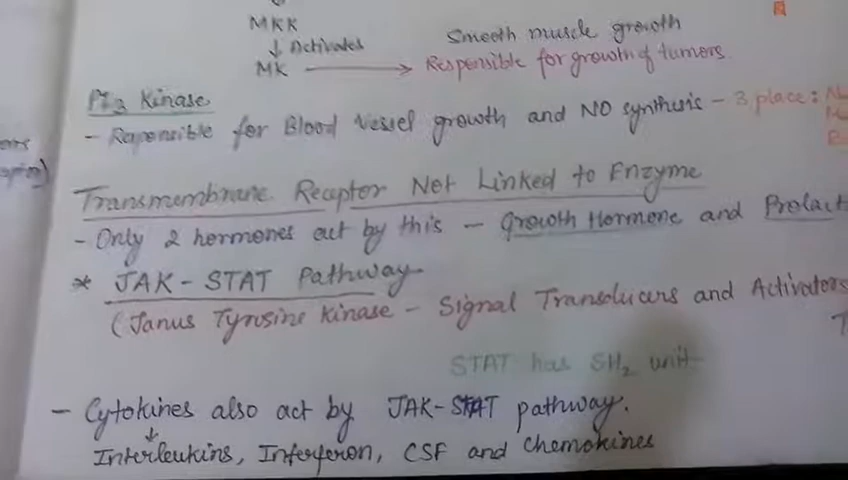 MKK
↓ Activates
Smooth muscle growth
MK → Responsible for growth of tumors.
PI3 Kinase
- Responsible for Blood vessel growth and NO synthesis - 3 place:
Transmembrane Receptor Not Linked to Enzyme
- Only 2 hormones act by this - Growth Hormone and Prolact
* JAK-STAT Pathway
(Janus Tyrosine Kinase - Signal Transducers and Activators
STAT has SH2 unit
- Cytokines also act by JAK-STAT pathway.
↓
Interleukins, Interferon, CSF and Chemokines